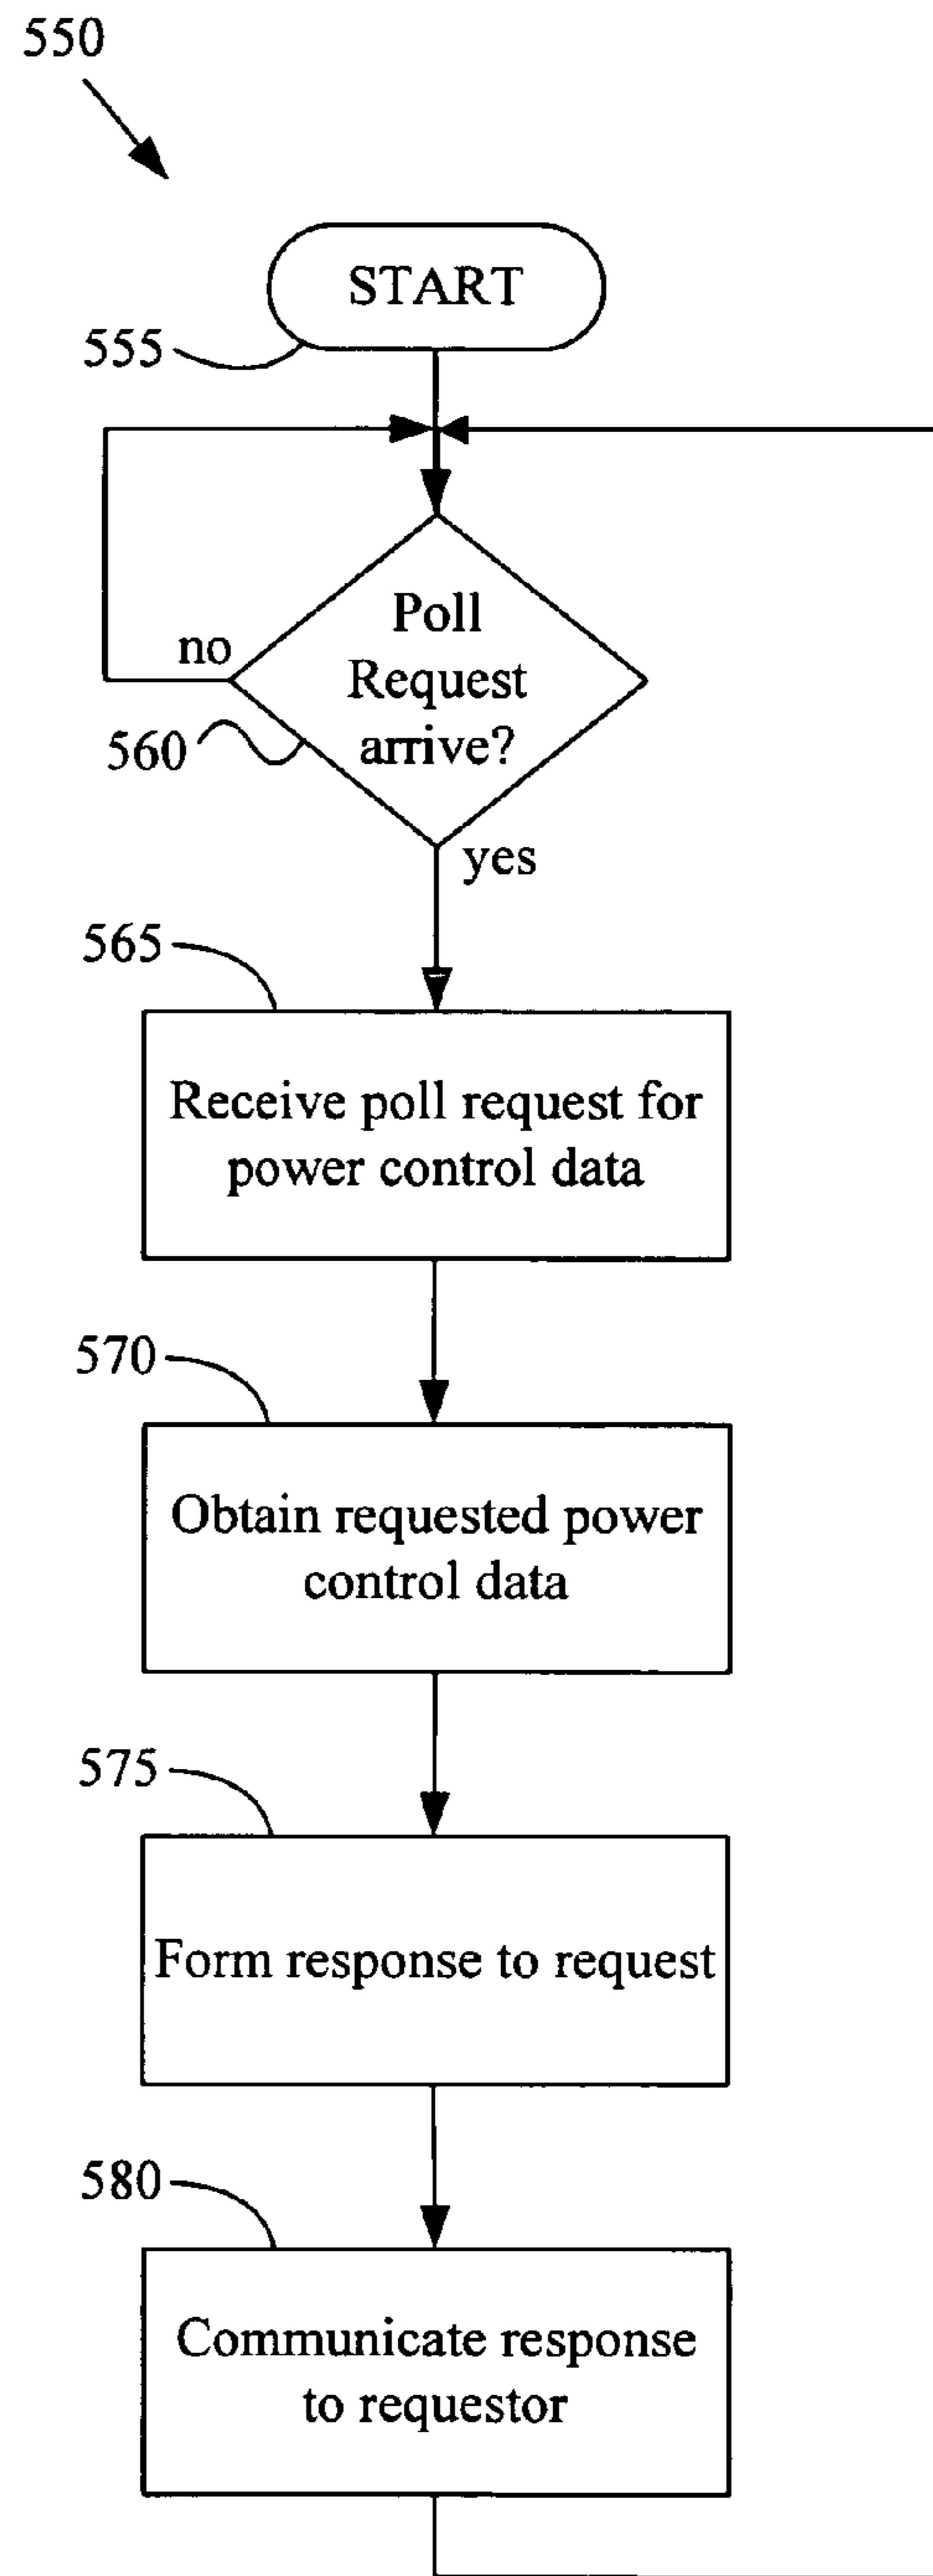 550
START
555
Poll
Request
arrive?
no
560
yes
565
Receive poll request for
power control data
570
Obtain requested power
control data
575
Form response to request
580
Communicate response
to requestor